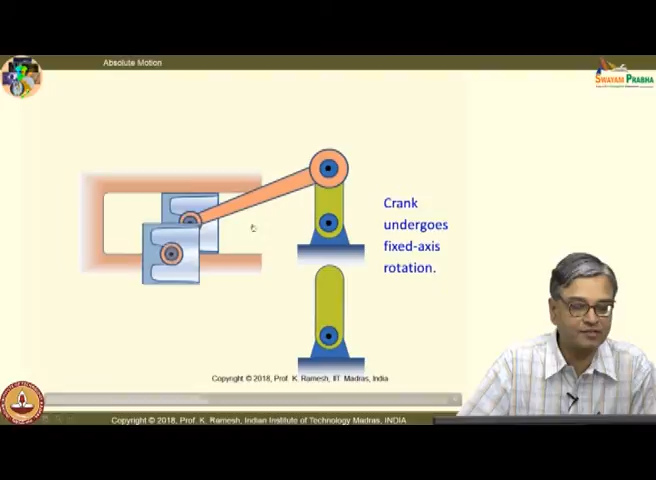 Absolute Motion
SWAYAM PRABHA
Crank
undergoes
fixed-axis
rotation.
Copyright © 2018, Prof. K. Ramesh, IIT Madras, India
Copyright © 2018, Prof. K. Ramesh, Indian Institute of Technology Madras, INDIA